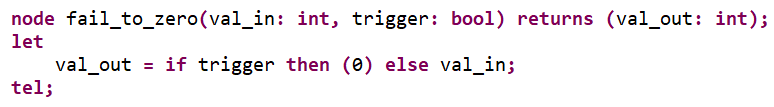 node fail_to_zero(val_in: int, trigger: bool) returns (val_out: int);
let
    val_out = if trigger then (0) else val_in;
tel;